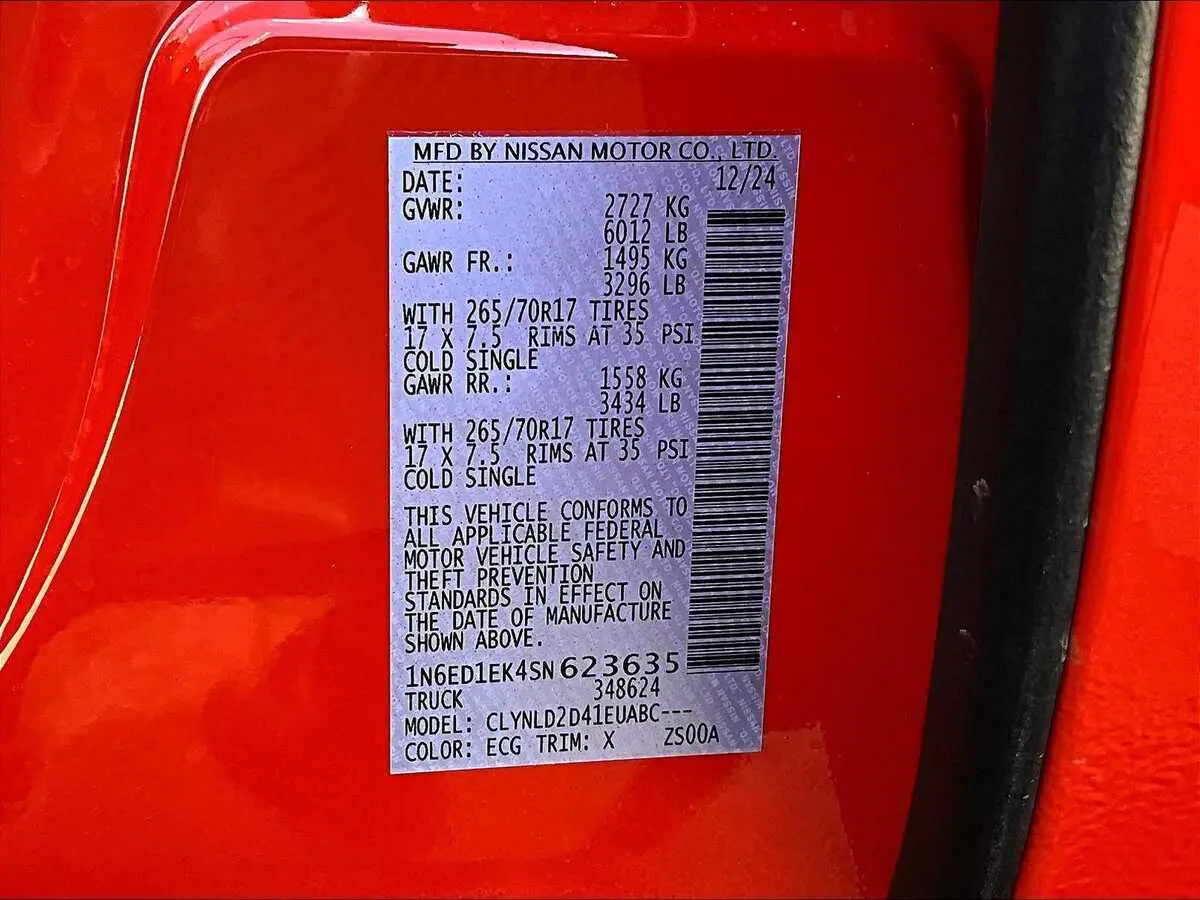 MFD BY NISSAN MOTOR CO., LTD.
DATE: 12/24
GVWR: 2727 KG
6012 LB
GAWR FR.: 1495 KG
3296 LB
WITH 265/70R17 TIRES
17 X 7.5 RIMS AT 35 PSI
COLD SINGLE
GAWR RR.: 1558 KG
3434 LB
WITH 265/70R17 TIRES
17 X 7.5 RIMS AT 35 PSI
COLD SINGLE
THIS VEHICLE CONFORMS TO
ALL APPLICABLE FEDERAL
MOTOR VEHICLE SAFETY AND
THEFT PREVENTION
STANDARDS IN EFFECT ON
THE DATE OF MANUFACTURE
SHOWN ABOVE.
1N6ED1EK4SN 623635
TRUCK 348624
MODEL: CLYNLD2D41EUABC---
COLOR: ECG TRIM: X ZS00A